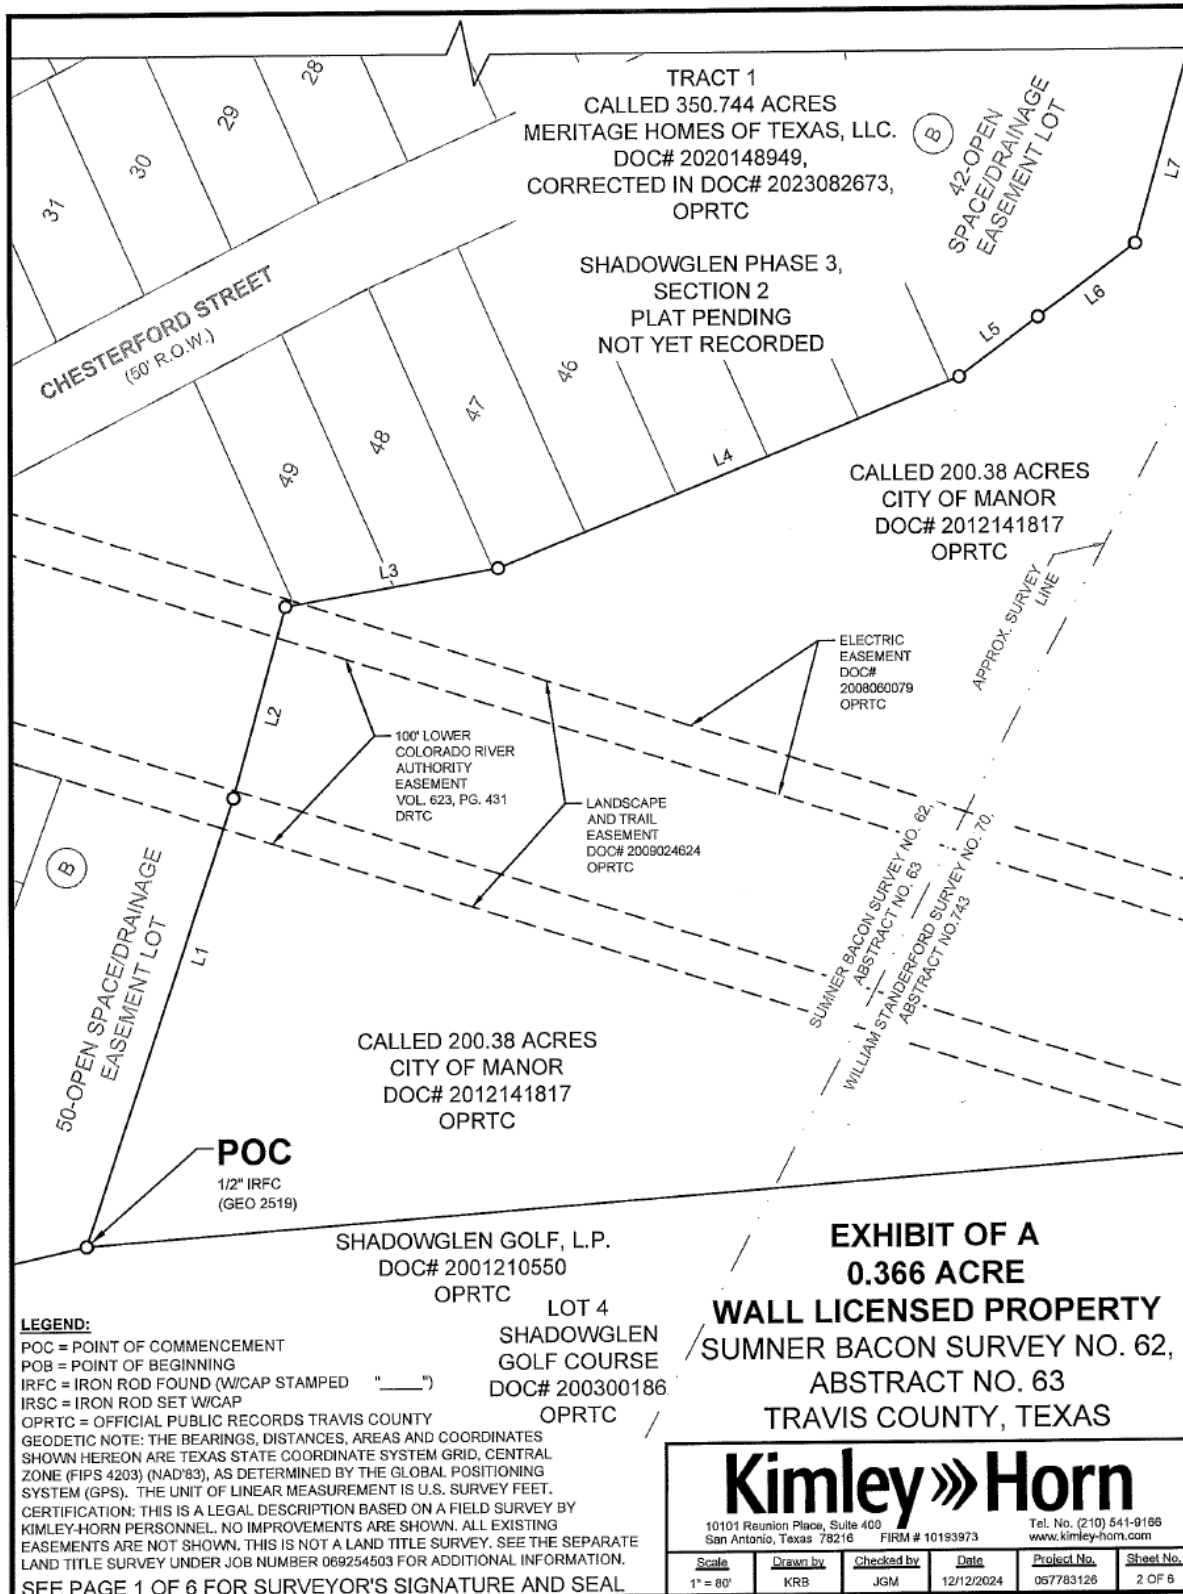 TRACT 1
CALLED 350.744 ACRES
MERITAGE HOMES OF TEXAS, LLC.
DOC# 2020148949,
CORRECTED IN DOC# 2023082673,
OPRTC
SHADOWGLEN PHASE 3,
SECTION 2
PLAT PENDING
NOT YET RECORDED
B
42-OPEN
SPACE/DRAINAGE
EASEMENT LOT
28
29
30
31
CHESTERFORD STREET
(50' R.O.W.)
46
47
48
49
L7
L6
L5
L4
L3
L2
L1
CALLED 200.38 ACRES
CITY OF MANOR
DOC# 2012141817
OPRTC
APPROX. SURVEY
LINE
ELECTRIC
EASEMENT
DOC#
2008060079
OPRTC
100' LOWER
COLORADO RIVER
AUTHORITY
EASEMENT
VOL. 623, PG. 431
DRTC
LANDSCAPE
AND TRAIL
EASEMENT
DOC# 2009024624
OPRTC
SUMNER BACON SURVEY NO. 62,
ABSTRACT NO. 63
WILLIAM STANDERFORD SURVEY NO. 70,
ABSTRACT NO.743
B
50-OPEN SPACE/DRAINAGE
EASEMENT LOT
CALLED 200.38 ACRES
CITY OF MANOR
DOC# 2012141817
OPRTC
POC
1/2" IRFC
(GEO 2519)
SHADOWGLEN GOLF, L.P.
DOC# 2001210550
OPRTC
LOT 4
SHADOWGLEN
GOLF COURSE
DOC# 200300186
OPRTC
EXHIBIT OF A
0.366 ACRE
WALL LICENSED PROPERTY
SUMNER BACON SURVEY NO. 62,
ABSTRACT NO. 63
TRAVIS COUNTY, TEXAS
LEGEND:
POC = POINT OF COMMENCEMENT
POB = POINT OF BEGINNING
IRFC = IRON ROD FOUND (W/CAP STAMPED "_____")
IRSC = IRON ROD SET W/CAP
OPRTC = OFFICIAL PUBLIC RECORDS TRAVIS COUNTY
GEODETIC NOTE: THE BEARINGS, DISTANCES, AREAS AND COORDINATES
SHOWN HEREON ARE TEXAS STATE COORDINATE SYSTEM GRID, CENTRAL
ZONE (FIPS 4203) (NAD'83), AS DETERMINED BY THE GLOBAL POSITIONING
SYSTEM (GPS). THE UNIT OF LINEAR MEASUREMENT IS U.S. SURVEY FEET.
CERTIFICATION: THIS IS A LEGAL DESCRIPTION BASED ON A FIELD SURVEY BY
KIMLEY-HORN PERSONNEL. NO IMPROVEMENTS ARE SHOWN. ALL EXISTING
EASEMENTS ARE NOT SHOWN. THIS IS NOT A LAND TITLE SURVEY. SEE THE SEPARATE
LAND TITLE SURVEY UNDER JOB NUMBER 069254503 FOR ADDITIONAL INFORMATION.
SEE PAGE 1 OF 6 FOR SURVEYOR'S SIGNATURE AND SEAL
Kimley»Horn
10101 Reunion Place, Suite 400
San Antonio, Texas 78216 FIRM # 10193973
Tel. No. (210) 541-9166
www.kimley-horn.com
Scale Drawn by Checked by Date Project No. Sheet No.
1" = 80' KRB JGM 12/12/2024 067783126 2 OF 6